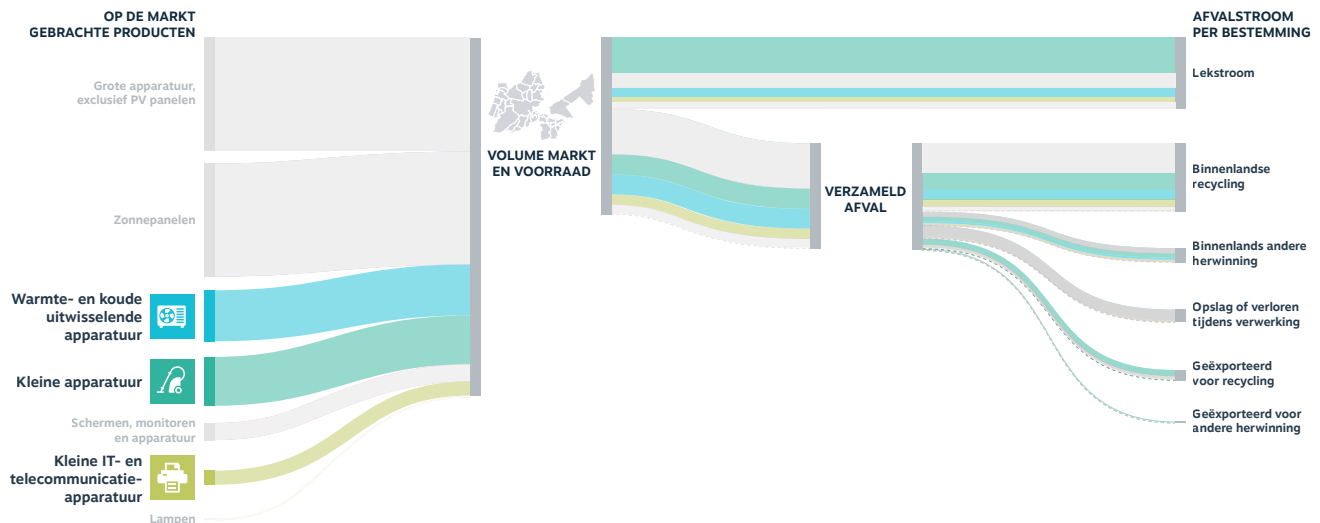 OP DE MARKT
GEBRACHTE PRODUCTEN
Grote apparatuur,
exclusief PV panelen
Zonnepanelen
Warmte- en koude
uitwisselende
apparatuur
Kleine apparatuur
Schermen, monitoren
en apparatuur
Kleine IT- en
telecommunicatie-
apparatuur
Lampen
VOLUME MARKT
EN VOORRAAD
VERZAMELD
AFVAL
AFVALSTROOM
PER BESTEMMING
Lekstroom
Binnenlandse
recycling
Binnenlands andere
herwinning
Opslag of verloren
tijdens verwerking
Geëxporteerd
voor recycling
Geëxporteerd voor
andere herwinning